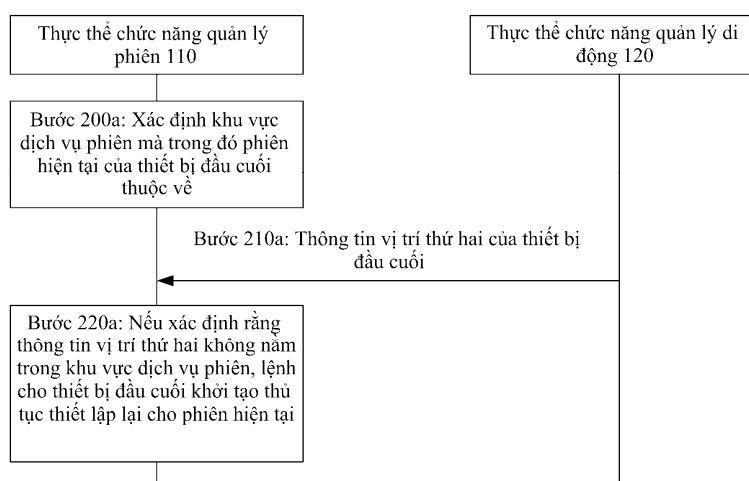 Thực thể chức năng quản lý
phiên 110
Thực thể chức năng quản lý di
động 120
Bước 200a: Xác định khu vực
dịch vụ phiên mà trong đó phiên
hiện tại của thiết bị đầu cuối
thuộc về
Bước 210a: Thông tin vị trí thứ hai của thiết bị
đầu cuối
Bước 220a: Nếu xác định rằng
thông tin vị trí thứ hai không nằm
trong khu vực dịch vụ phiên, lệnh
cho thiết bị đầu cuối khởi tạo thủ
tục thiết lập lại cho phiên hiện tại